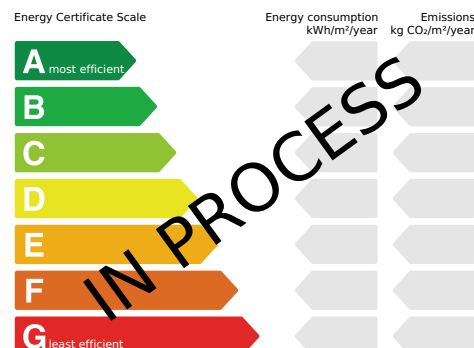 Energy Certificate Scale
Energy consumption
kWh/m²/year
Emissions
kg CO₂/m²/year
A most efficient
B
C
D
E
F
G least efficient
IN PROCESS